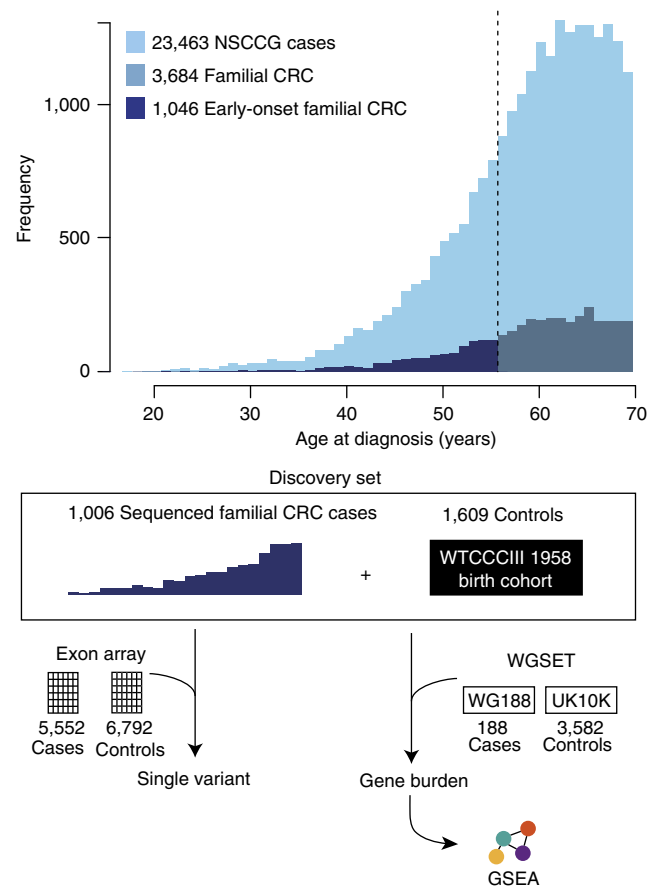 23,463 NSCCG cases
3,684 Familial CRC
1,046 Early-onset familial CRC
Frequency
1,000
500
0
20 30 40 50 60 70
Age at diagnosis (years)
Discovery set
1,006 Sequenced familial CRC cases
1,609 Controls
+
WTCCCIII 1958
birth cohort
Exon array
5,552
Cases
6,792
Controls
WGSET
WG188
UK10K
188
Cases
3,582
Controls
Single variant
Gene burden
GSEA